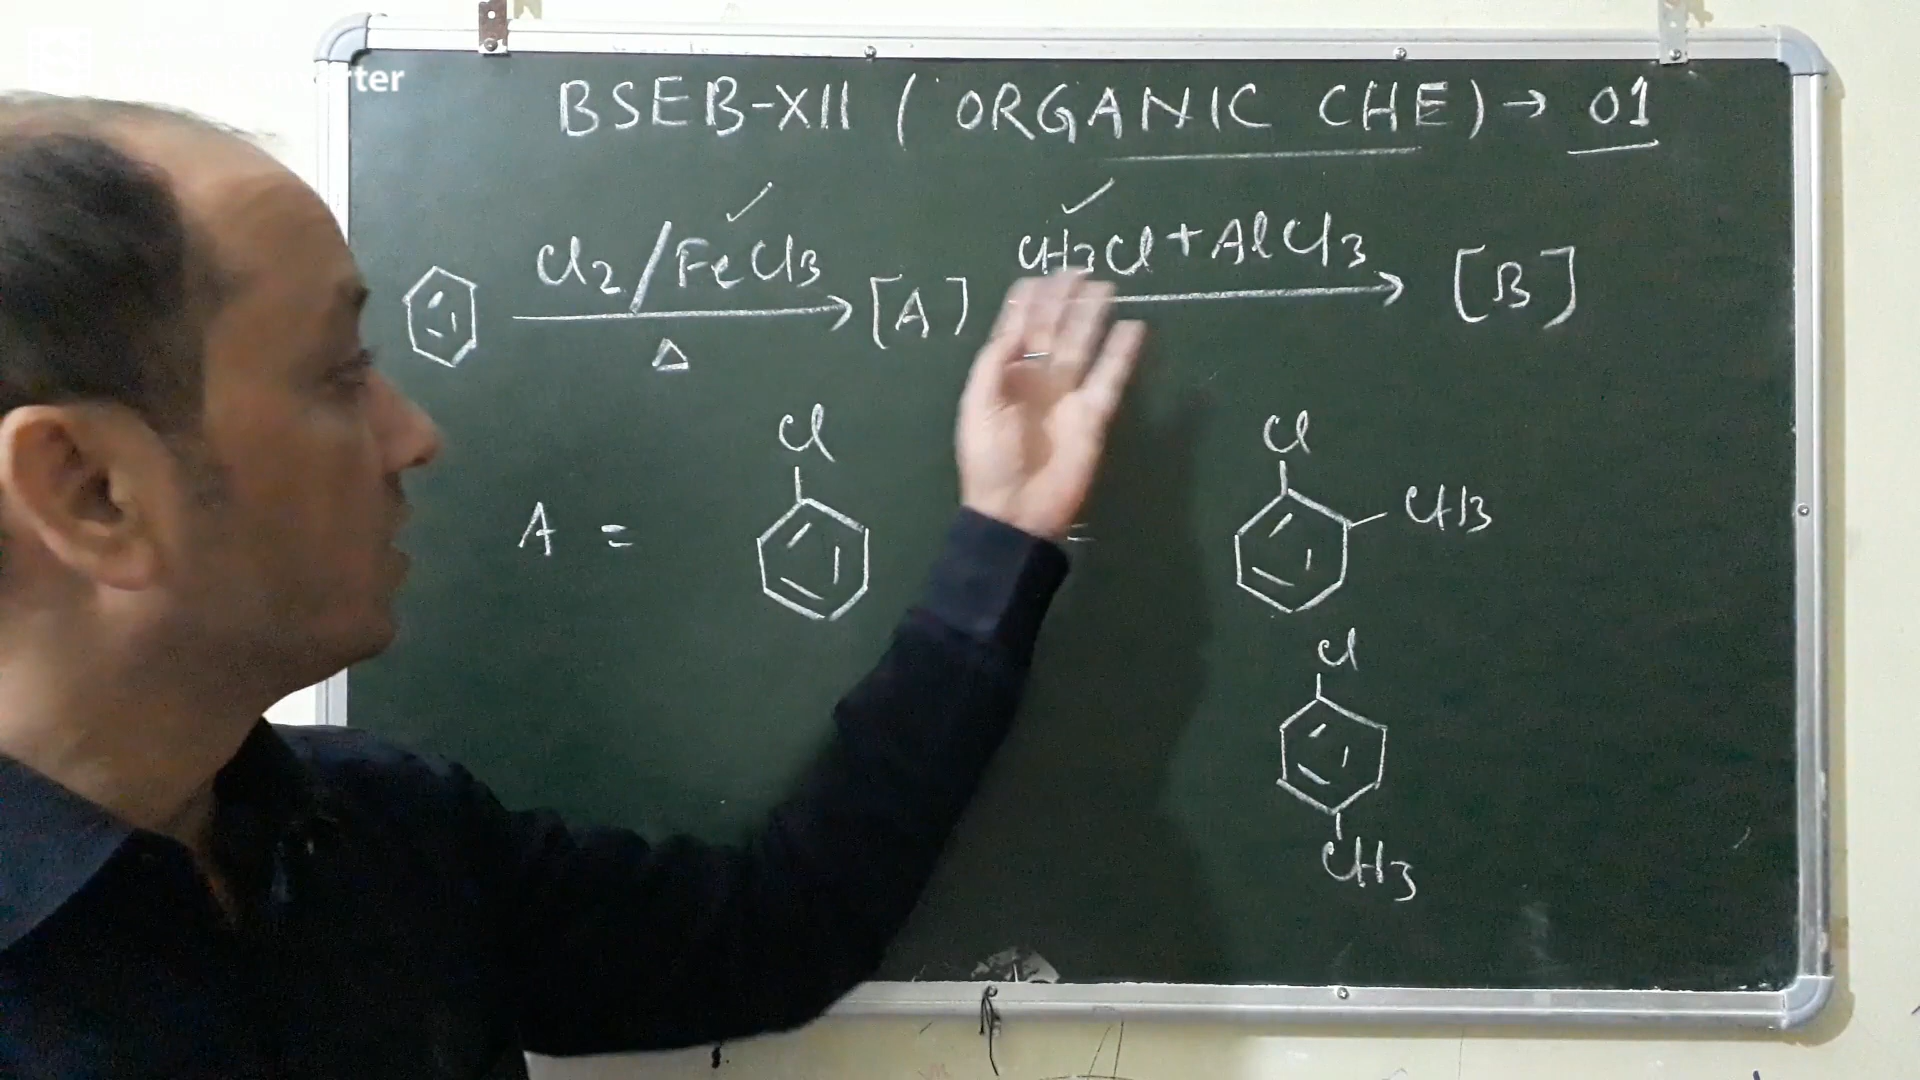 BSEB-XII (ORGANIC CHE) → 01
Cl2/FeCl3
Δ
[A]
CH3Cl+AlCl3
[B]
A =
Cl
=
Cl
CH3
Cl
CH3